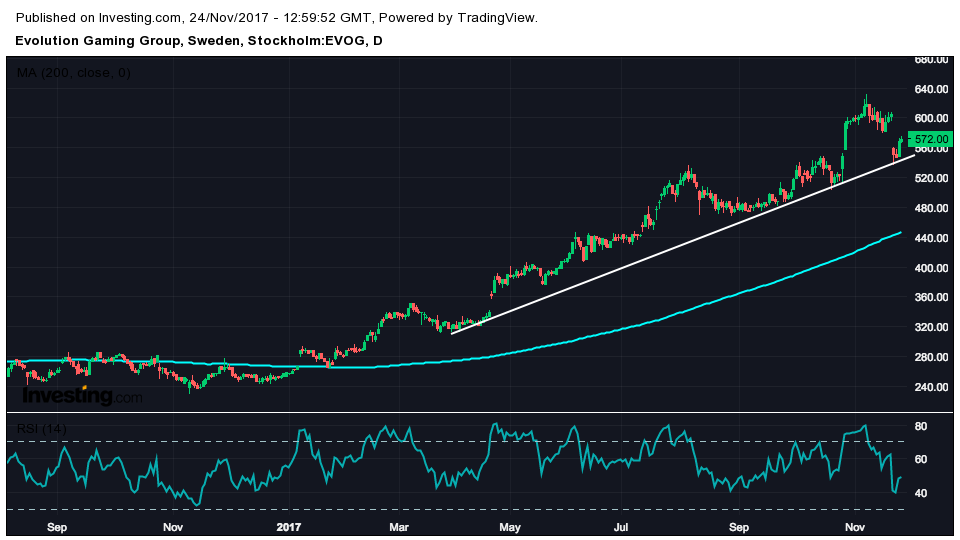 Published on Investing.com, 24/Nov/2017 - 12:59:52 GMT, Powered by TradingView.
Evolution Gaming Group, Sweden, Stockholm:EVOG, D
MA (200, close, 0)
680.00
640.00
600.00
572.00
560.00
520.00
480.00
440.00
400.00
360.00
320.00
280.00
240.00
Investing.com
RSI (14)
80
60
40
Sep Nov 2017 Mar May Jul Sep Nov